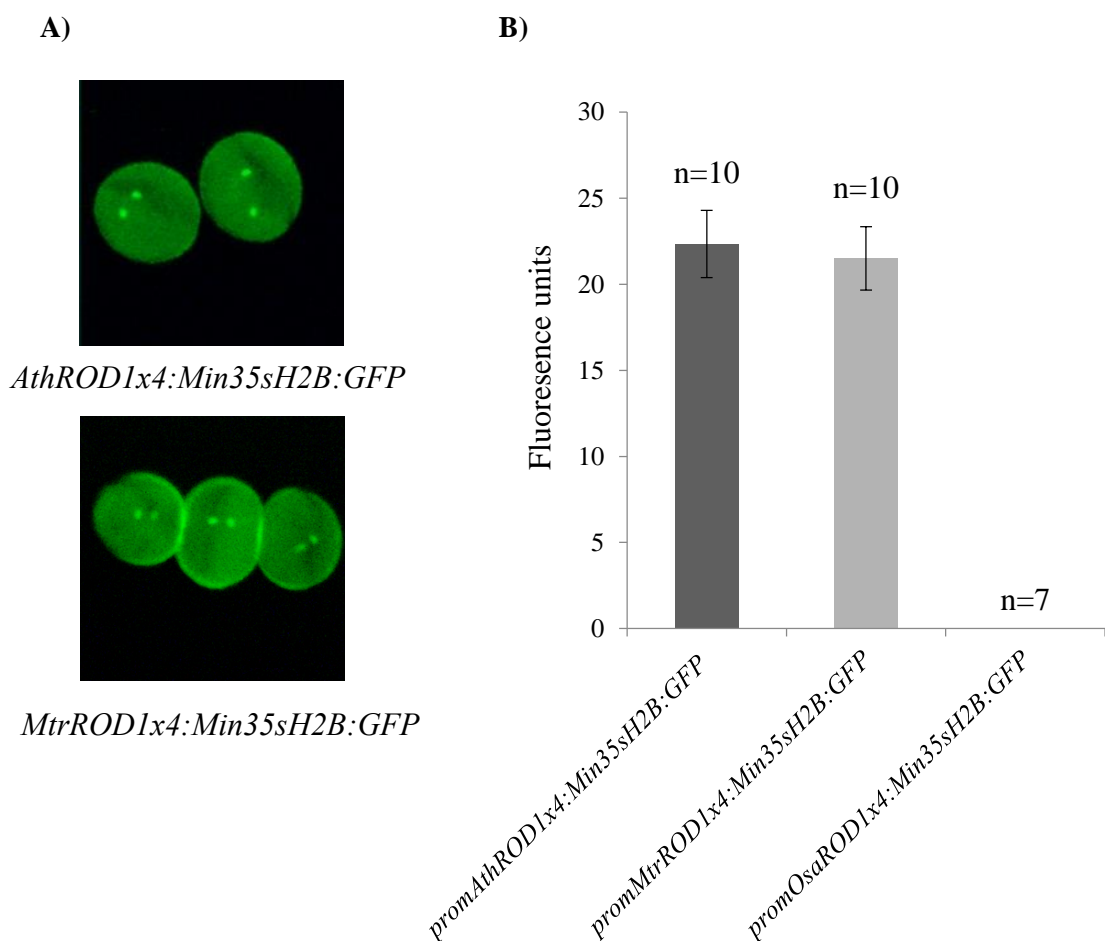 A)
AthROD1x4:Min35sH2B:GFP
MtrROD1x4:Min35sH2B:GFP
B)
30
25
20
15
10
5
0
Fluoresence units
n=10
n=10
n=7
promAthROD1x4:Min35sH2B:GFP
promMtrROD1x4:Min35sH2B:GFP
promOsaROD1x4:Min35sH2B:GFP